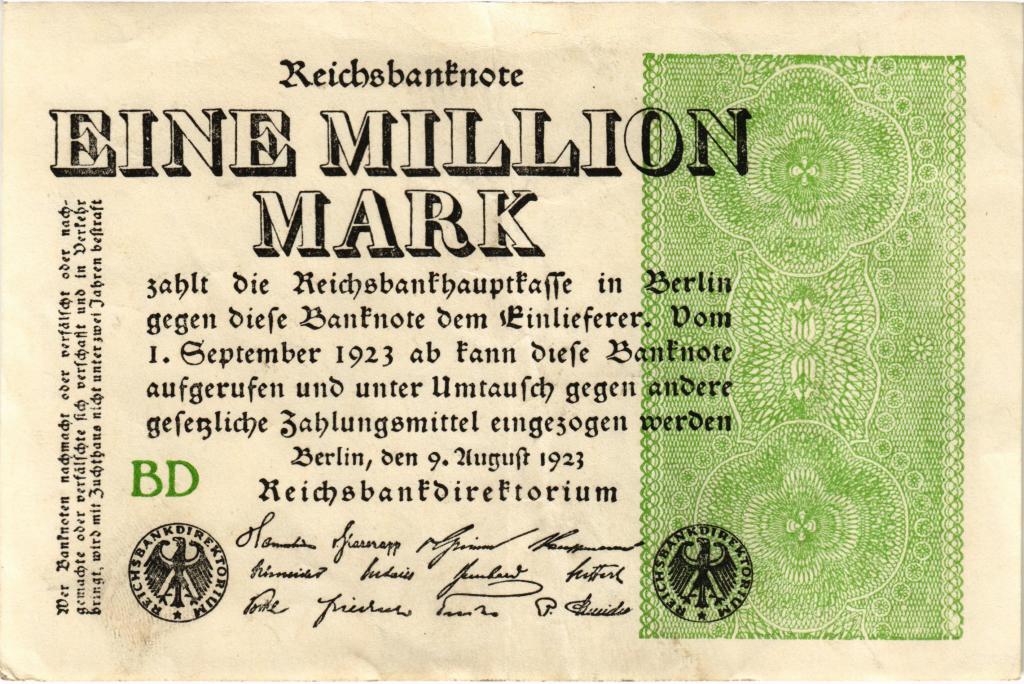 Reichsbanknote
EINE MILLION
MARK
zahlt die Reichsbankhauptkasse in Berlin
gegen diese Banknote dem Einlieferer. Vom
1. September 1923 ab kann diese Banknote
aufgerufen und unter Umtausch gegen andere
gesetzliche Zahlungsmittel eingezogen werden
Berlin, den 9. August 1923
Reichsbankdirektorium
BD
Wer Banknoten nachmacht oder verfälscht oder nach-
gemachte oder verfälschte sich verschafft und in Verkehr
bringt, wird mit Zuchthaus nicht unter zwei Jahren bestraft
REICHSBANKDIREKTORIUM
REICHSBANKDIREKTORIUM